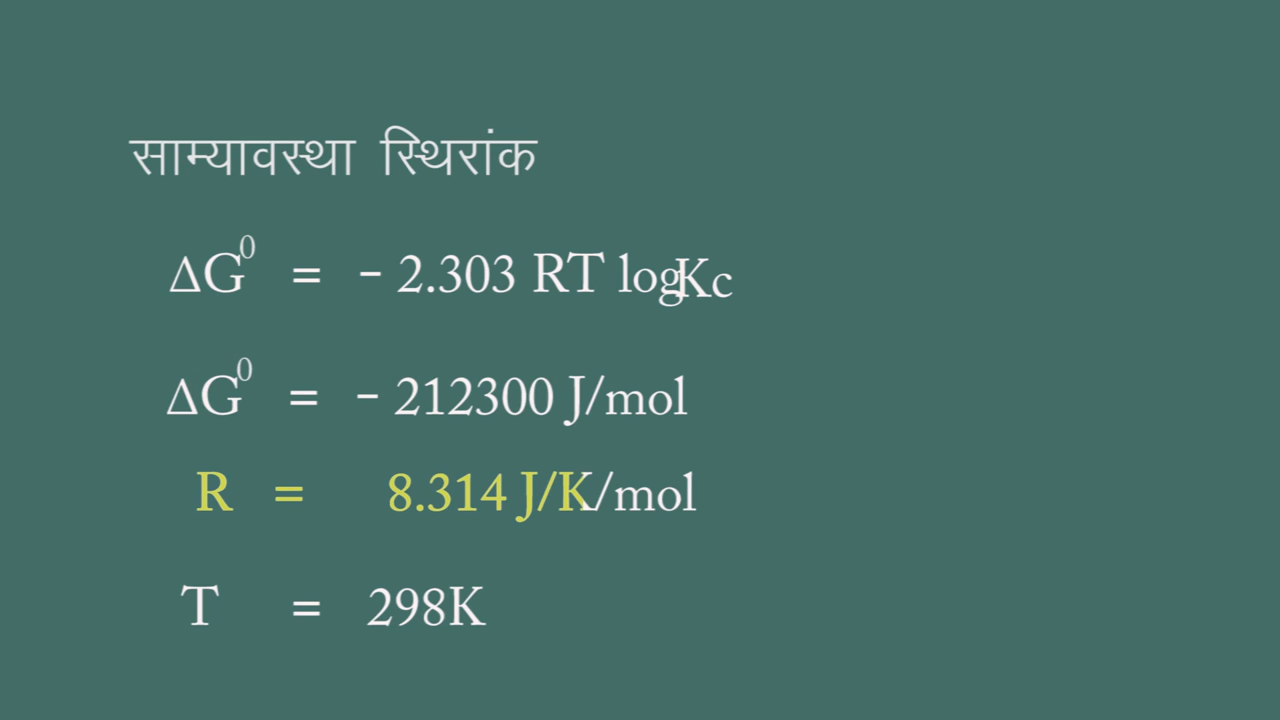 साम्यावस्था स्थिरांक
ΔG⁰ = - 2.303 RT logKc
ΔG⁰ = - 212300 J/mol
R = 8.314 J/K/mol
T = 298K